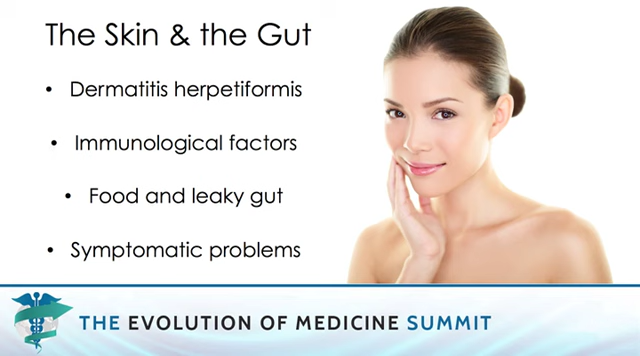 The Skin & the Gut
• Dermatitis herpetiformis
• Immunological factors
• Food and leaky gut
• Symptomatic problems
THE EVOLUTION OF MEDICINE SUMMIT